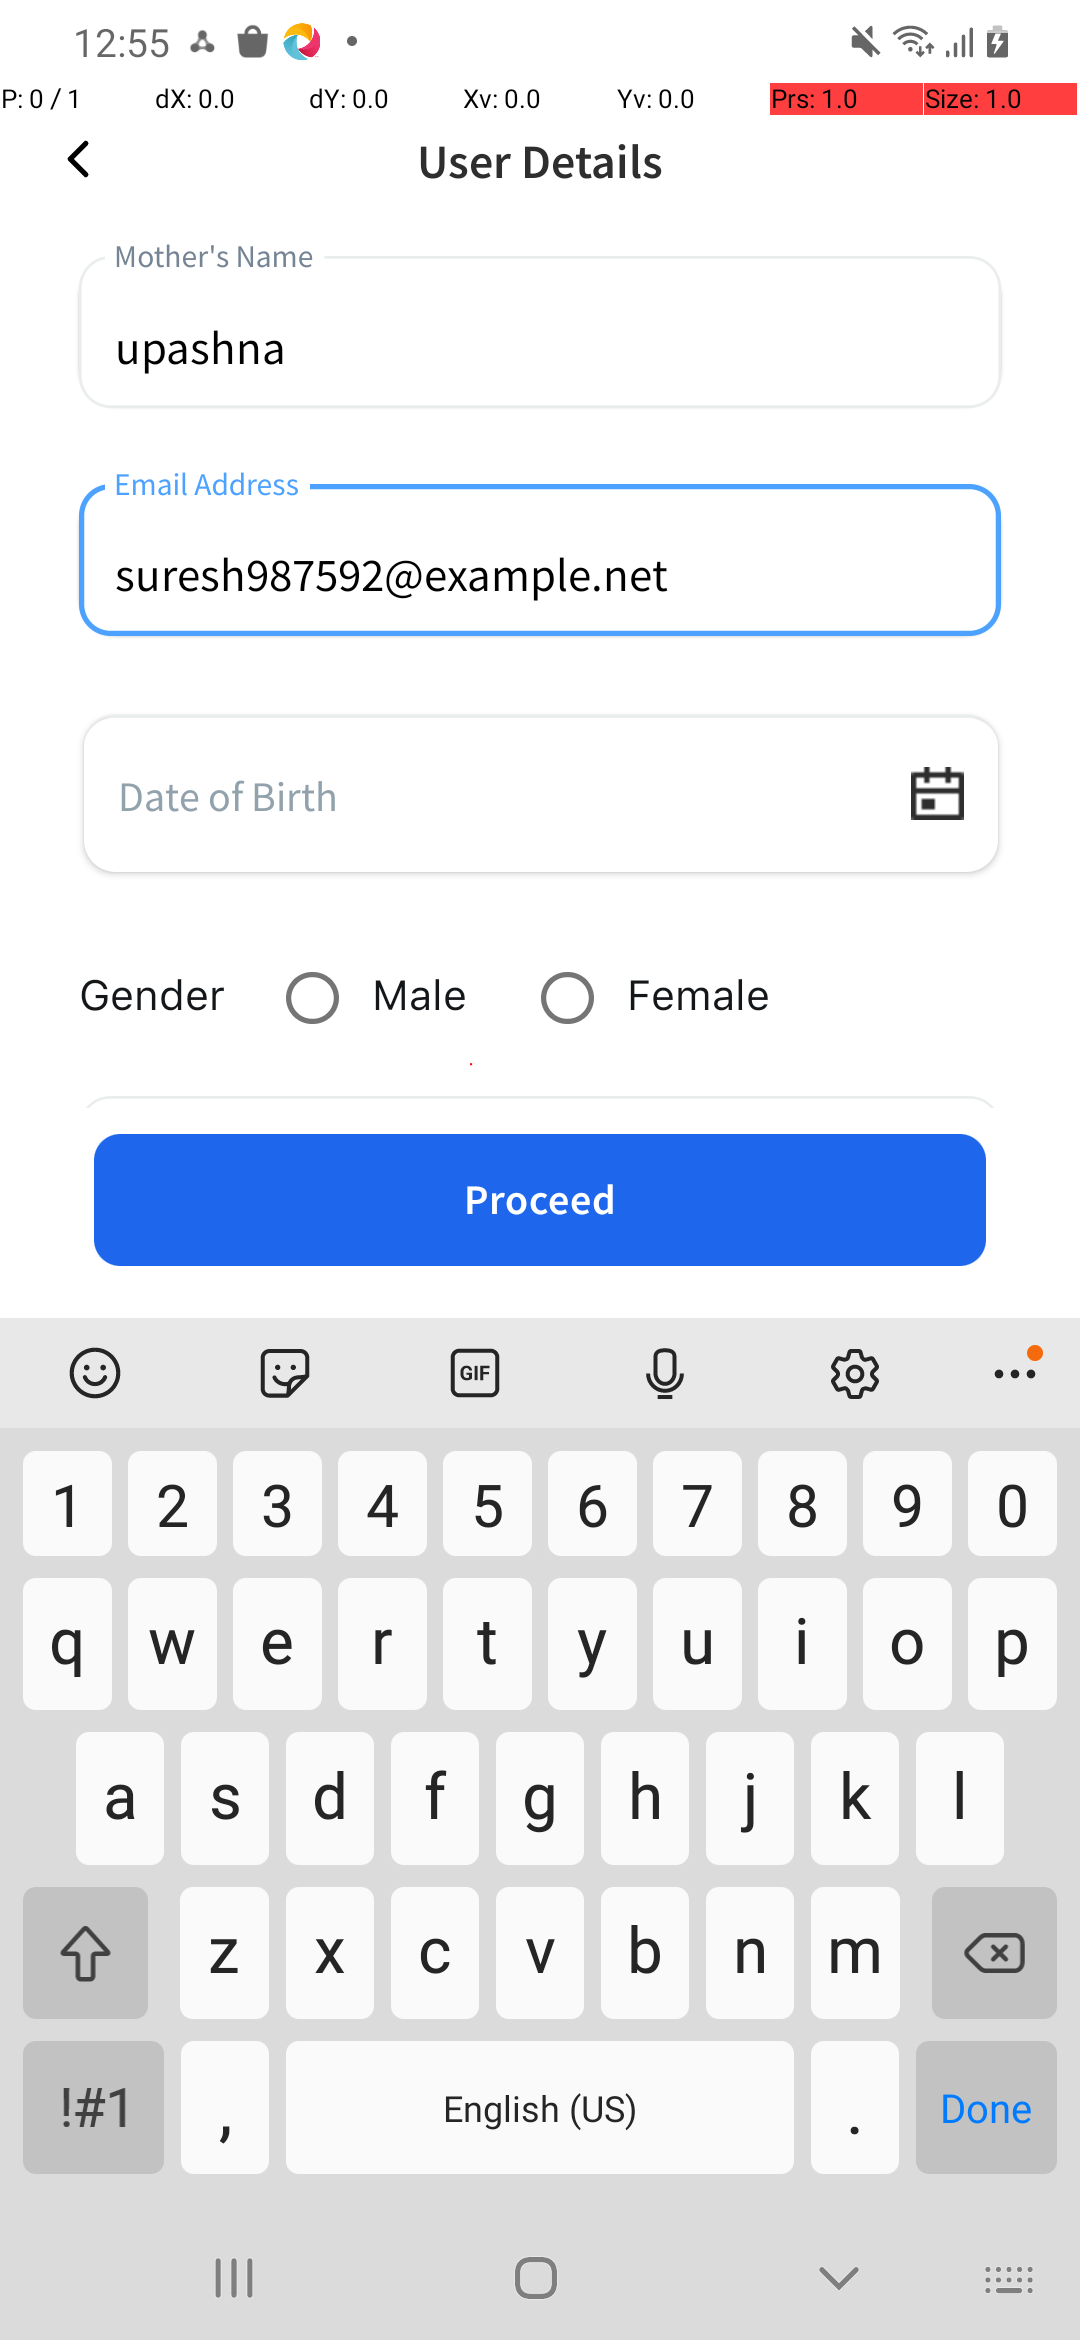 12:55
P: 0 / 1 dX: 0.0 dY: 0.0 Xv: 0.0 Yv: 0.0 Prs: 1.0 Size: 1.0
User Details
Mother's Name
upashna
Email Address
suresh987592@example.net
Date of Birth
Gender Male Female
Proceed
GIF
1 2 3 4 5 6 7 8 9 0
q w e r t y u i o p
a s d f g h j k l
z x c v b n m
!#1 , English (US) . Done